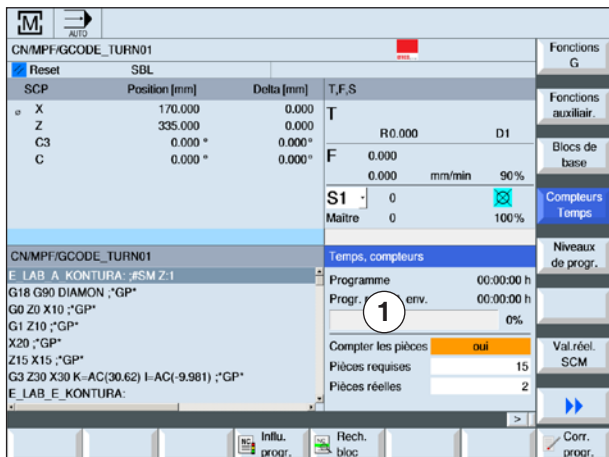 M
AUTO
CN/MPF/GCODE_TURN01
Reset SBL
SCP Position [mm] Delta [mm]
X 170.000 0.000
Z 335.000 0.000
C3 0.000 ° 0.000°
C 0.000 ° 0.000°
T,F,S
T
R0.000 D1
F 0.000
0.000 mm/min 90%
S1 0
Maître 0 100%
CN/MPF/GCODE_TURN01
E_LAB_A_KONTURA: ;#SM Z:1
G18 G90 DIAMON ;*GP*
G0 Z0 X10 ;*GP*
G1 Z10 ;*GP*
X20 ;*GP*
Z15 X15 ;*GP*
G3 Z30 X30 K=AC(30.62) I=AC(-9.981) ;*GP*
E_LAB_E_KONTURA:
Temps, compteurs
Programme 00:00:00 h
Progr. env. 00:00:00 h
1
0%
Compter les pièces oui
Pièces requises 15
Pièces réelles 2
>
Fonctions
G
Fonctions
auxiliair.
Blocs de
base
Compteurs
Temps
Niveaux
de progr.
Val.réel.
SCM
NC Influ.
progr.
NC Rech.
bloc
Corr.
progr.